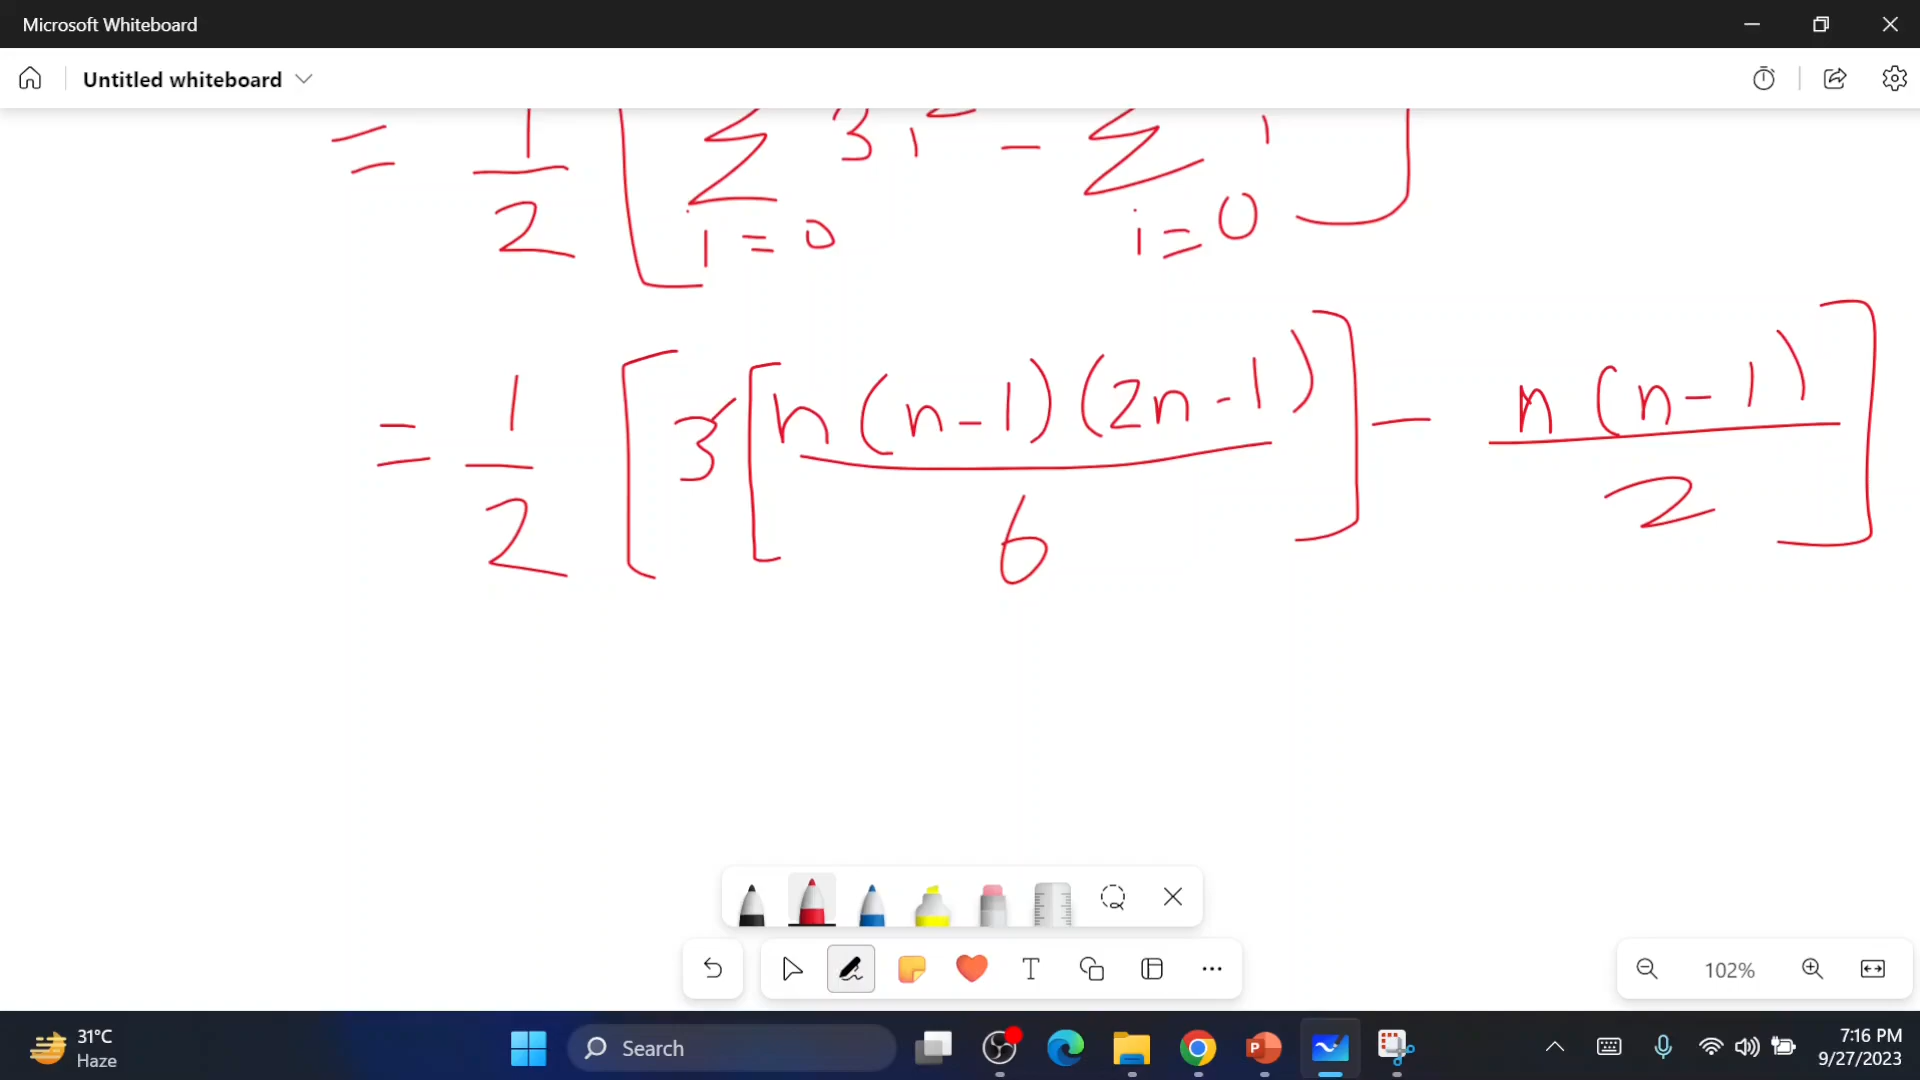 Microsoft Whiteboard
Untitled whiteboard
= 1/2 [ ∑ 3i² - ∑ i ]
i=0 i=0
= 1/2 [ 3 [ n(n-1)(2n-1) / 6 ] - n(n-1) / 2 ]
102%
31°C
Haze
Search
7:16 PM
9/27/2023